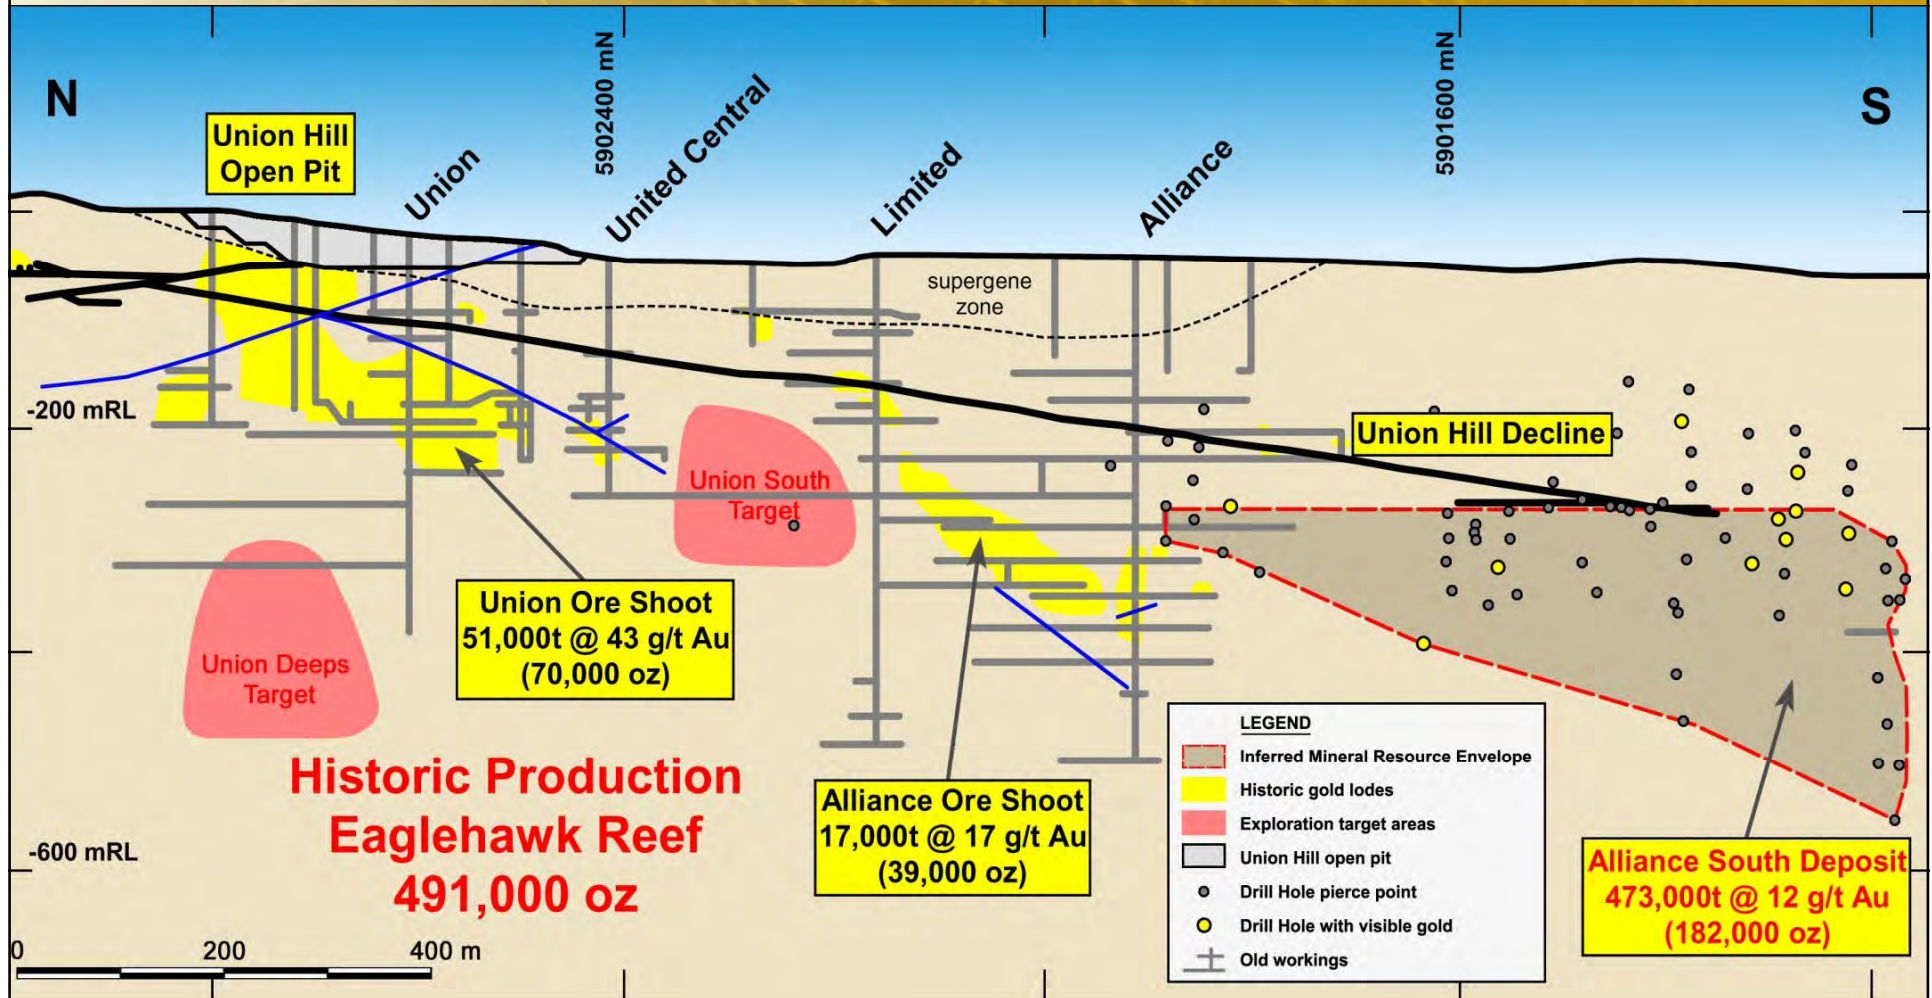 N
S
Union Hill
Open Pit
Union
5902400 mN
United Central
Limited
Alliance
5901600 mN
supergene
zone
-200 mRL
Union Hill Decline
Union South
Target
Union Deeps
Target
Union Ore Shoot
51,000t @ 43 g/t Au
(70,000 oz)
Historic Production
Eaglehawk Reef
491,000 oz
Alliance Ore Shoot
17,000t @ 17 g/t Au
(39,000 oz)
LEGEND
Inferred Mineral Resource Envelope
Historic gold lodes
Exploration target areas
Union Hill open pit
Drill Hole pierce point
Drill Hole with visible gold
Old workings
Alliance South Deposit
473,000t @ 12 g/t Au
(182,000 oz)
-600 mRL
0 200 400 m